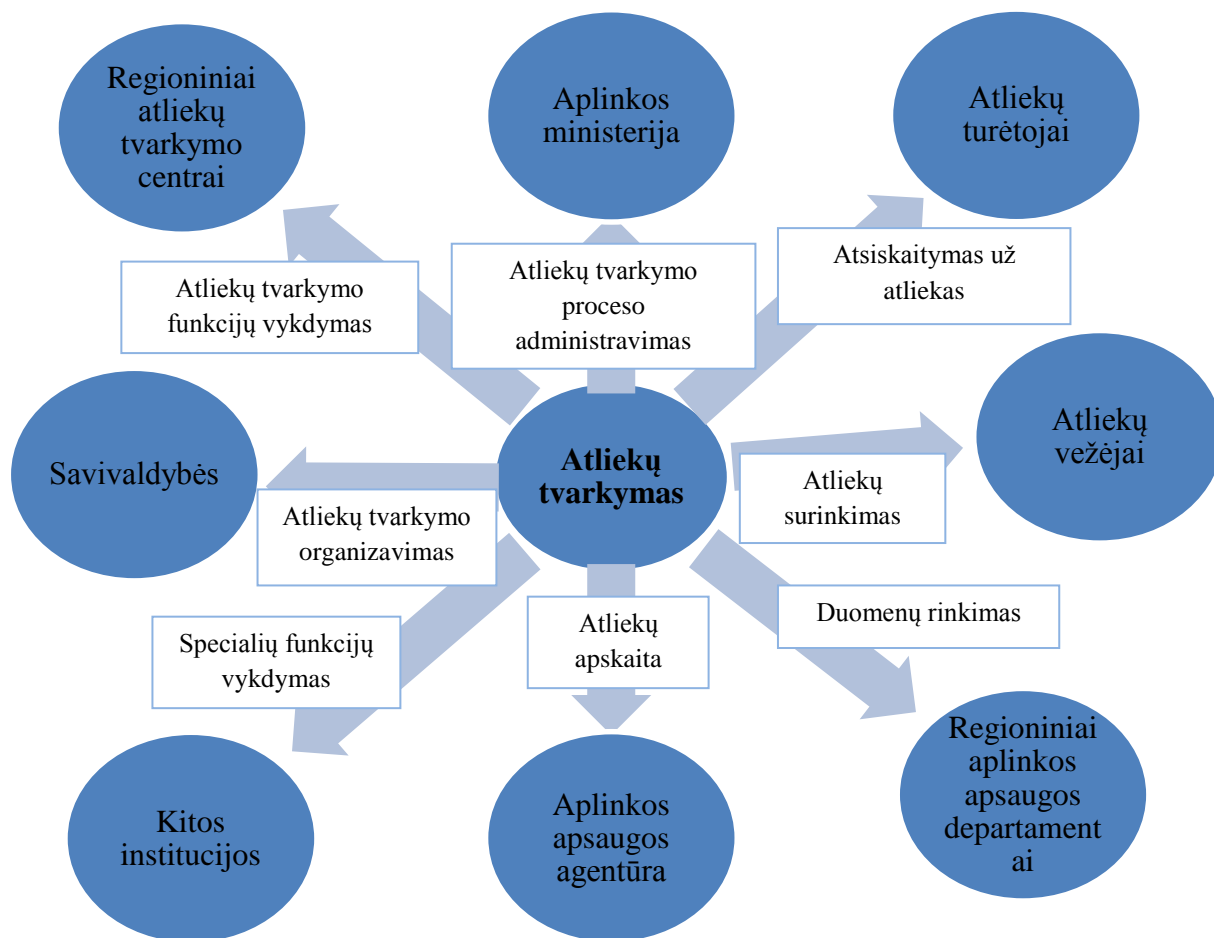 Regioniniai
atliekų
tvarkymo
centrai
Aplinkos
ministerija
Atliekų
turėtojai
Atliekų tvarkymo
funkcijų vykdymas
Atliekų tvarkymo
proceso
administravimas
Atsiskaitymas už
atliekas
Savivaldybės
Atliekų
tvarkymas
Atliekų
vežėjai
Atliekų tvarkymo
organizavimas
Atliekų
surinkimas
Specialių funkcijų
vykdymas
Atliekų
apskaita
Duomenų rinkimas
Kitos
institucijos
Aplinkos
apsaugos
agentūra
Regioniniai
aplinkos
apsaugos
departament
ai